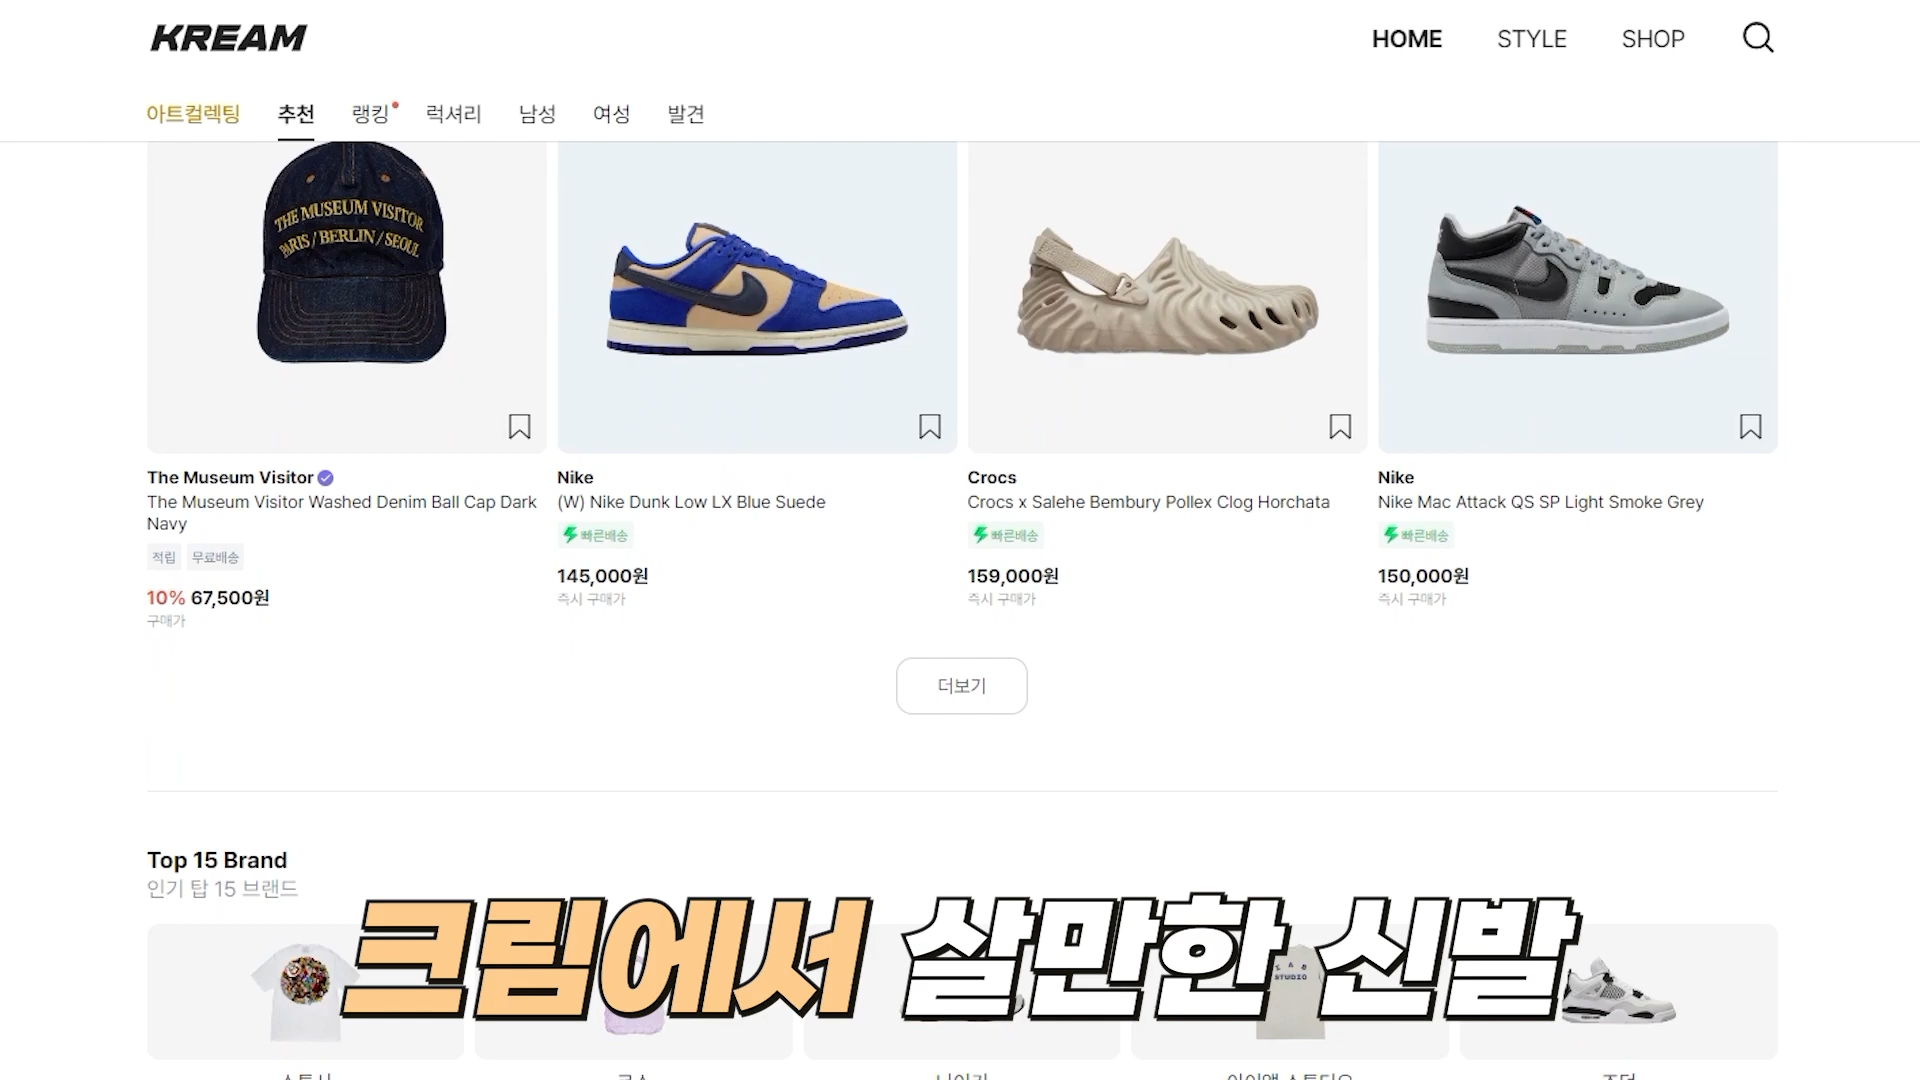 KREAM
HOME STYLE SHOP
아트컬렉팅 추천 랭킹 럭셔리 남성 여성 발견
THE MUSEUM VISITOR
PARIS / BERLIN / SEOUL
The Museum Visitor
The Museum Visitor Washed Denim Ball Cap Dark
Navy
적립 무료배송
10% 67,500원
구매가
Nike
(W) Nike Dunk Low LX Blue Suede
빠른배송
145,000원
즉시 구매가
Crocs
Crocs x Salehe Bembury Pollex Clog Horchata
빠른배송
159,000원
즉시 구매가
Nike
Nike Mac Attack QS SP Light Smoke Grey
빠른배송
150,000원
즉시 구매가
더보기
Top 15 Brand
인기 탑 15 브랜드
STUDIO
크림에서 살만한 신발